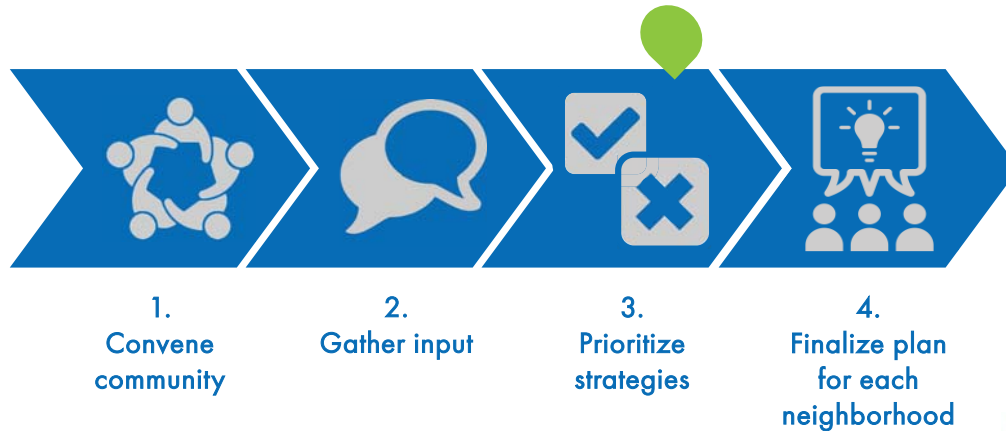 1.
Convene
community
2.
Gather input
3.
Prioritize
strategies
4.
Finalize plan
for each
neighborhood